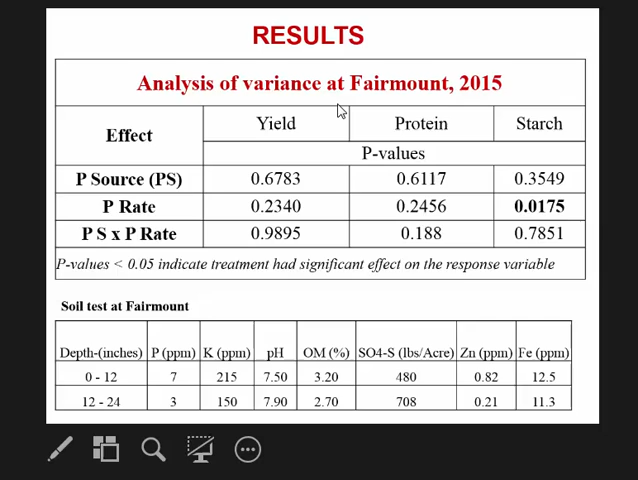 RESULTS
Analysis of variance at Fairmount, 2015
Effect Yield Protein Starch
P-values
P Source (PS) 0.6783 0.6117 0.3549
P Rate 0.2340 0.2456 0.0175
P S x P Rate 0.9895 0.188 0.7851
P-values < 0.05 indicate treatment had significant effect on the response variable
Soil test at Fairmount
Depth-(inches) P (ppm) K (ppm) pH OM (%) SO4-S (lbs/Acre) Zn (ppm) Fe (ppm)
0 - 12 7 215 7.50 3.20 480 0.82 12.5
12 - 24 3 150 7.90 2.70 708 0.21 11.3